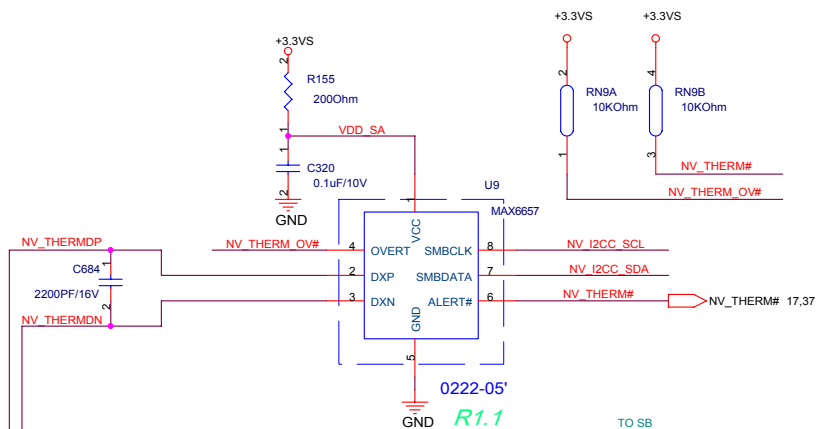 +3.3VS
+3.3VS
+3.3VS
2
R155
200Ohm
1
VDD_SA
1
C320
0.1uF/10V
2
GND
2
RN9A
10KOhm
1
4
RN9B
10KOhm
3
NV_THERM#
NV_THERM_OV#
U9
MAX6657
1
VCC
NV_THERM_OV#
4
OVERT
SMBCLK
8
NV_I2CC_SCL
NV_THERMDP
1
C684
2200PF/16V
2
NV_THERMDN
2
DXP
SMBDATA
7
NV_I2CC_SDA
3
DXN
ALERT#
6
NV_THERM#
NV_THERM# 17,37
GND
5
0222-05'
GND
R1.1
TO SB